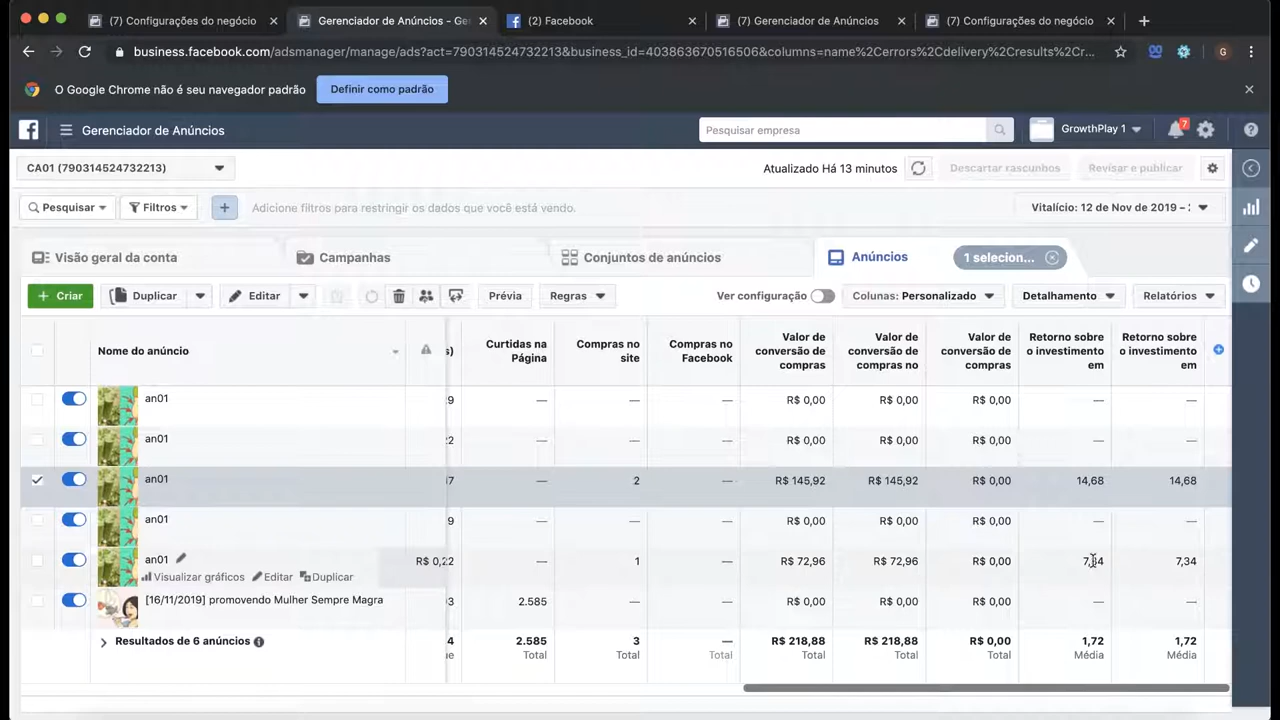 (7) Configurações do negócio
Gerenciador de Anúncios - Ge
(2) Facebook
(7) Gerenciador de Anúncios
(7) Configurações do negócio
business.facebook.com/adsmanager/manage/ads?act=790314524732213&business_id=403863670516506&columns=name%2Cerrors%2Cdelivery%2Cresults%2Cr...
G
O Google Chrome não é seu navegador padrão
Definir como padrão
Gerenciador de Anúncios
Pesquisar empresa
GrowthPlay 1
7
CA01 (790314524732213)
Atualizado Há 13 minutos
Descartar rascunhos
Revisar e publicar
Pesquisar
Filtros
Adicione filtros para restringir os dados que você está vendo.
Vitalício: 12 de Nov de 2019 – :
Visão geral da conta
Campanhas
Conjuntos de anúncios
Anúncios
1 selecion...
+ Criar
Duplicar
Editar
Prévia
Regras
Ver configuração
Colunas: Personalizado
Detalhamento
Relatórios
Nome do anúncio
s)
Curtidas na
Página
Compras no
site
Compras no
Facebook
Valor de
conversão de
compras
Valor de
conversão de
compras no
Valor de
conversão de
compras
Retorno sobre
o investimento
em
Retorno sobre
o investimento
em
an01 9 — — — R$ 0,00 R$ 0,00 R$ 0,00 — —
an01 22 — — — R$ 0,00 R$ 0,00 R$ 0,00 — —
an01 7 — 2 — R$ 145,92 R$ 145,92 R$ 0,00 14,68 14,68
an01 9 — — — R$ 0,00 R$ 0,00 R$ 0,00 — —
an01 R$ 0,22 — 1 — R$ 72,96 R$ 72,96 R$ 0,00 7,34 7,34
Visualizar gráficos Editar Duplicar
[16/11/2019] promovendo Mulher Sempre Magra 3 2.585 — — R$ 0,00 R$ 0,00 R$ 0,00 — —
Resultados de 6 anúncios 4 2.585 3 — R$ 218,88 R$ 218,88 R$ 0,00 1,72 1,72
ue Total Total Total Total Total Total Média Média